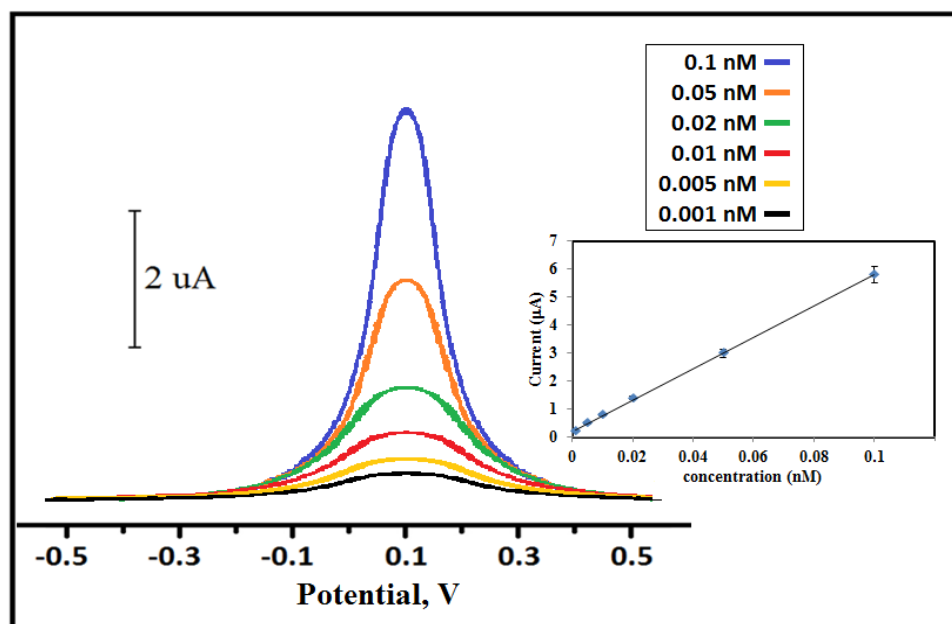 0.1 nM
0.05 nM
0.02 nM
0.01 nM
0.005 nM
0.001 nM
2 uA
7
6
5
4
3
2
1
0
Current (µA)
0 0.02 0.04 0.06 0.08 0.1
concentration (nM)
-0.5 -0.3 -0.1 0.1 0.3 0.5
Potential, V